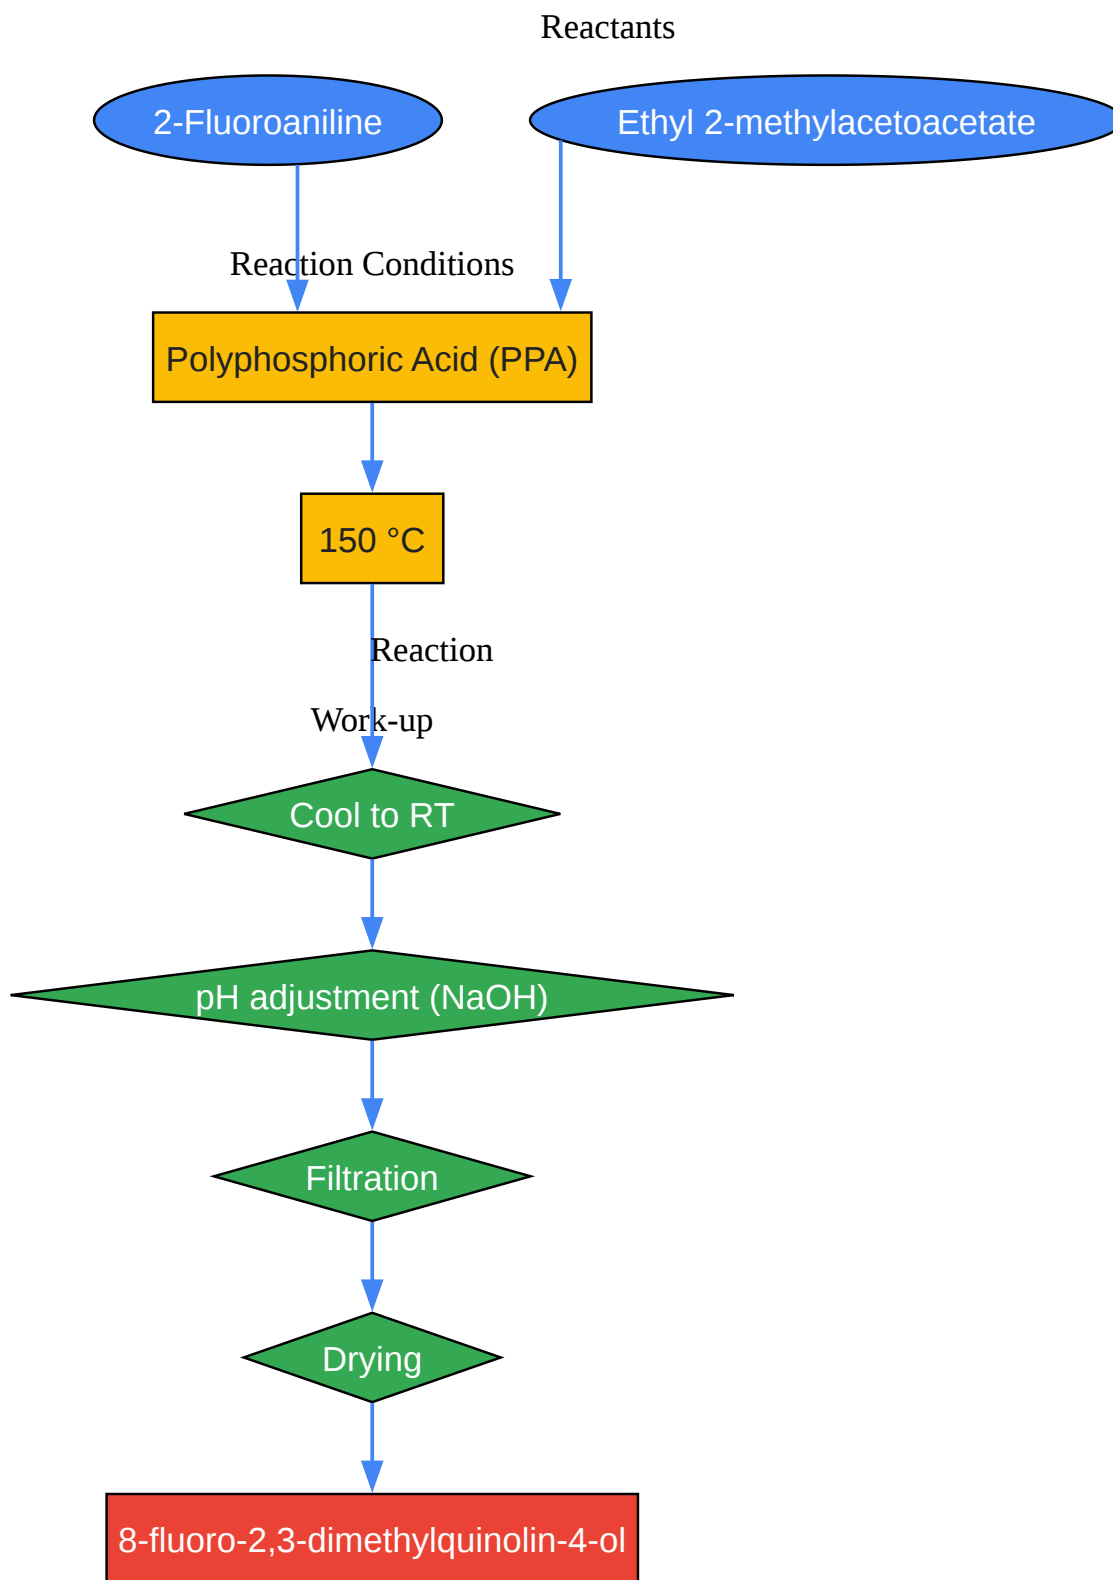 Reactants
2-Fluoroaniline
Ethyl 2-methylacetoacetate
Reaction Conditions
Polyphosphoric Acid (PPA)
150 °C
Reaction
Work-up
Cool to RT
pH adjustment (NaOH)
Filtration
Drying
8-fluoro-2,3-dimethylquinolin-4-ol